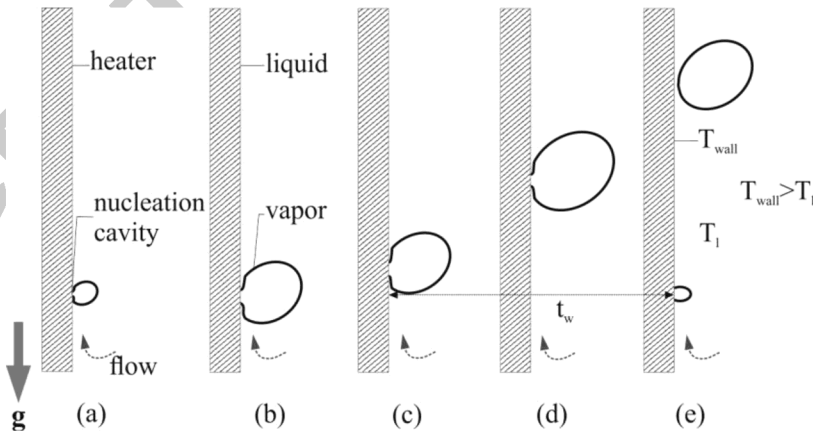 heater
liquid
T_wall
nucleation
cavity
vapor
T_wall>T_l
T_l
t_w
flow
g
(a)
(b)
(c)
(d)
(e)